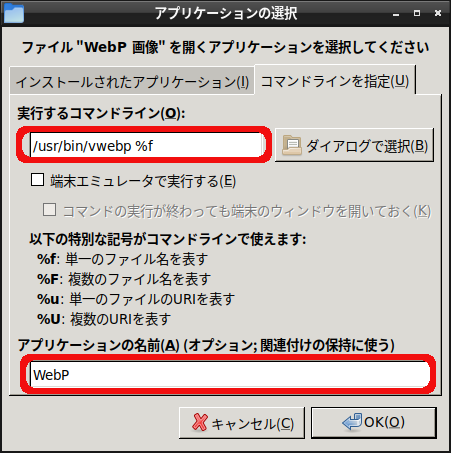 アプリケーションの選択
ファイル "WebP 画像" を開くアプリケーションを選択してください
インストールされたアプリケーション(I)
コマンドラインを指定(U)
実行するコマンドライン(O):
/usr/bin/vwebp %f
ダイアログで選択(B)
端末エミュレータで実行する(E)
コマンドの実行が終わっても端末のウィンドウを開いておく(K)
以下の特別な記号がコマンドラインで使えます:
%f: 単一のファイル名を表す
%F: 複数のファイル名を表す
%u: 単一のファイルのURIを表す
%U: 複数のURIを表す
アプリケーションの名前(A) (オプション; 関連付けの保持に使う)
WebP
キャンセル(C)
OK(O)